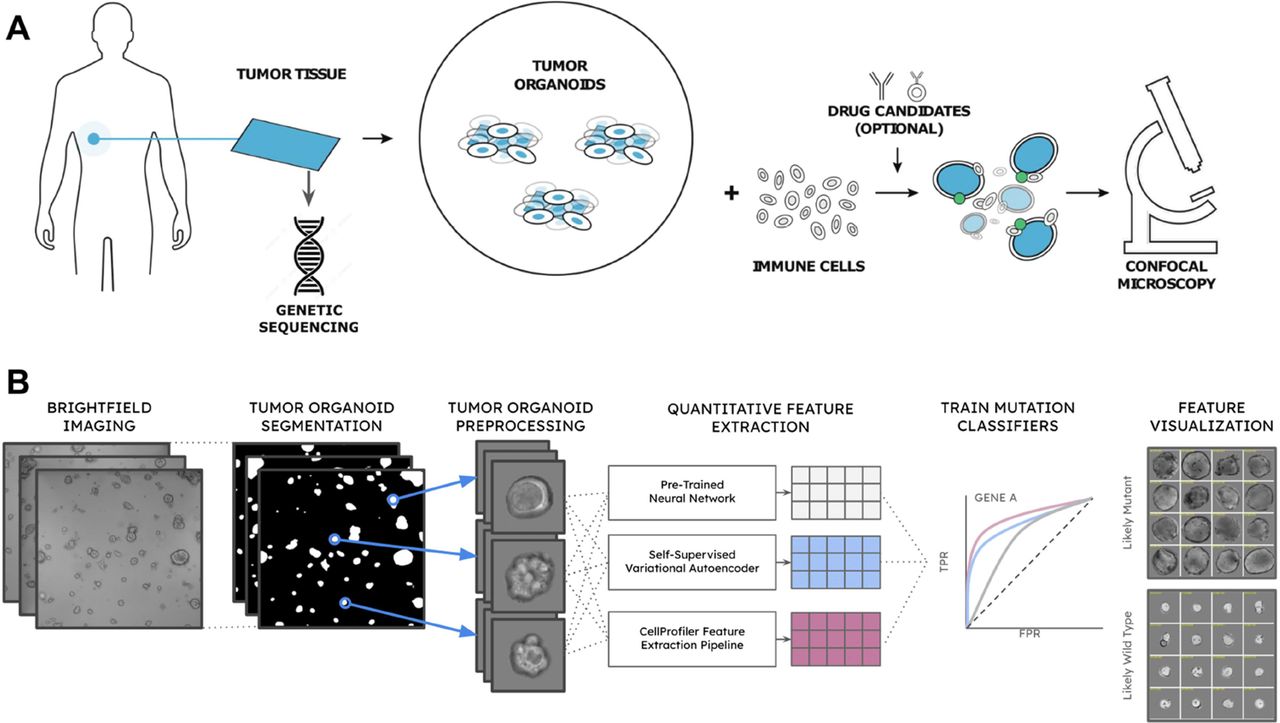 A
TUMOR TISSUE
GENETIC
SEQUENCING
TUMOR
ORGANOIDS
IMMUNE CELLS
DRUG CANDIDATES
(OPTIONAL)
CONFOCAL
MICROSCOPY
B
BRIGHTFIELD
IMAGING
TUMOR ORGANOID
SEGMENTATION
TUMOR ORGANOID
PREPROCESSING
QUANTITATIVE FEATURE
EXTRACTION
Pre-Trained
Neural Network
Self-Supervised
Variational Autoencoder
CellProfiler Feature
Extraction Pipeline
TRAIN MUTATION
CLASSIFIERS
GENE A
TPR
FPR
FEATURE
VISUALIZATION
Likely Mutant
Likely Wild Type